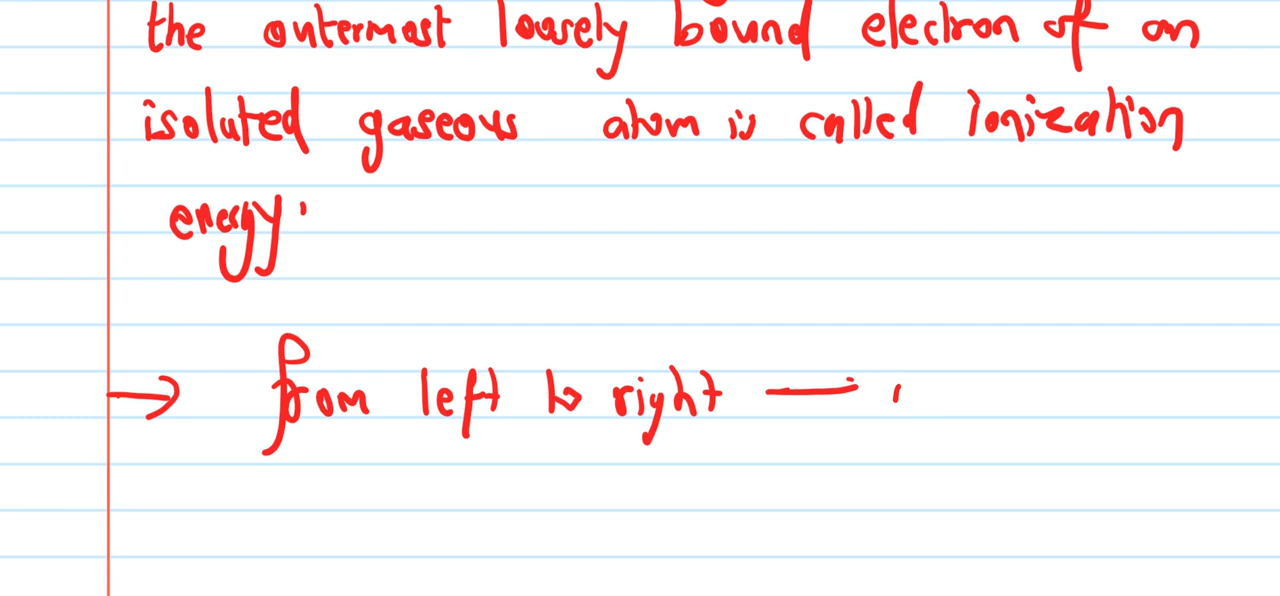 the outermost loosely bound electron of an
isolated gaseous atom is called ionization
energy.
→ from left to right —